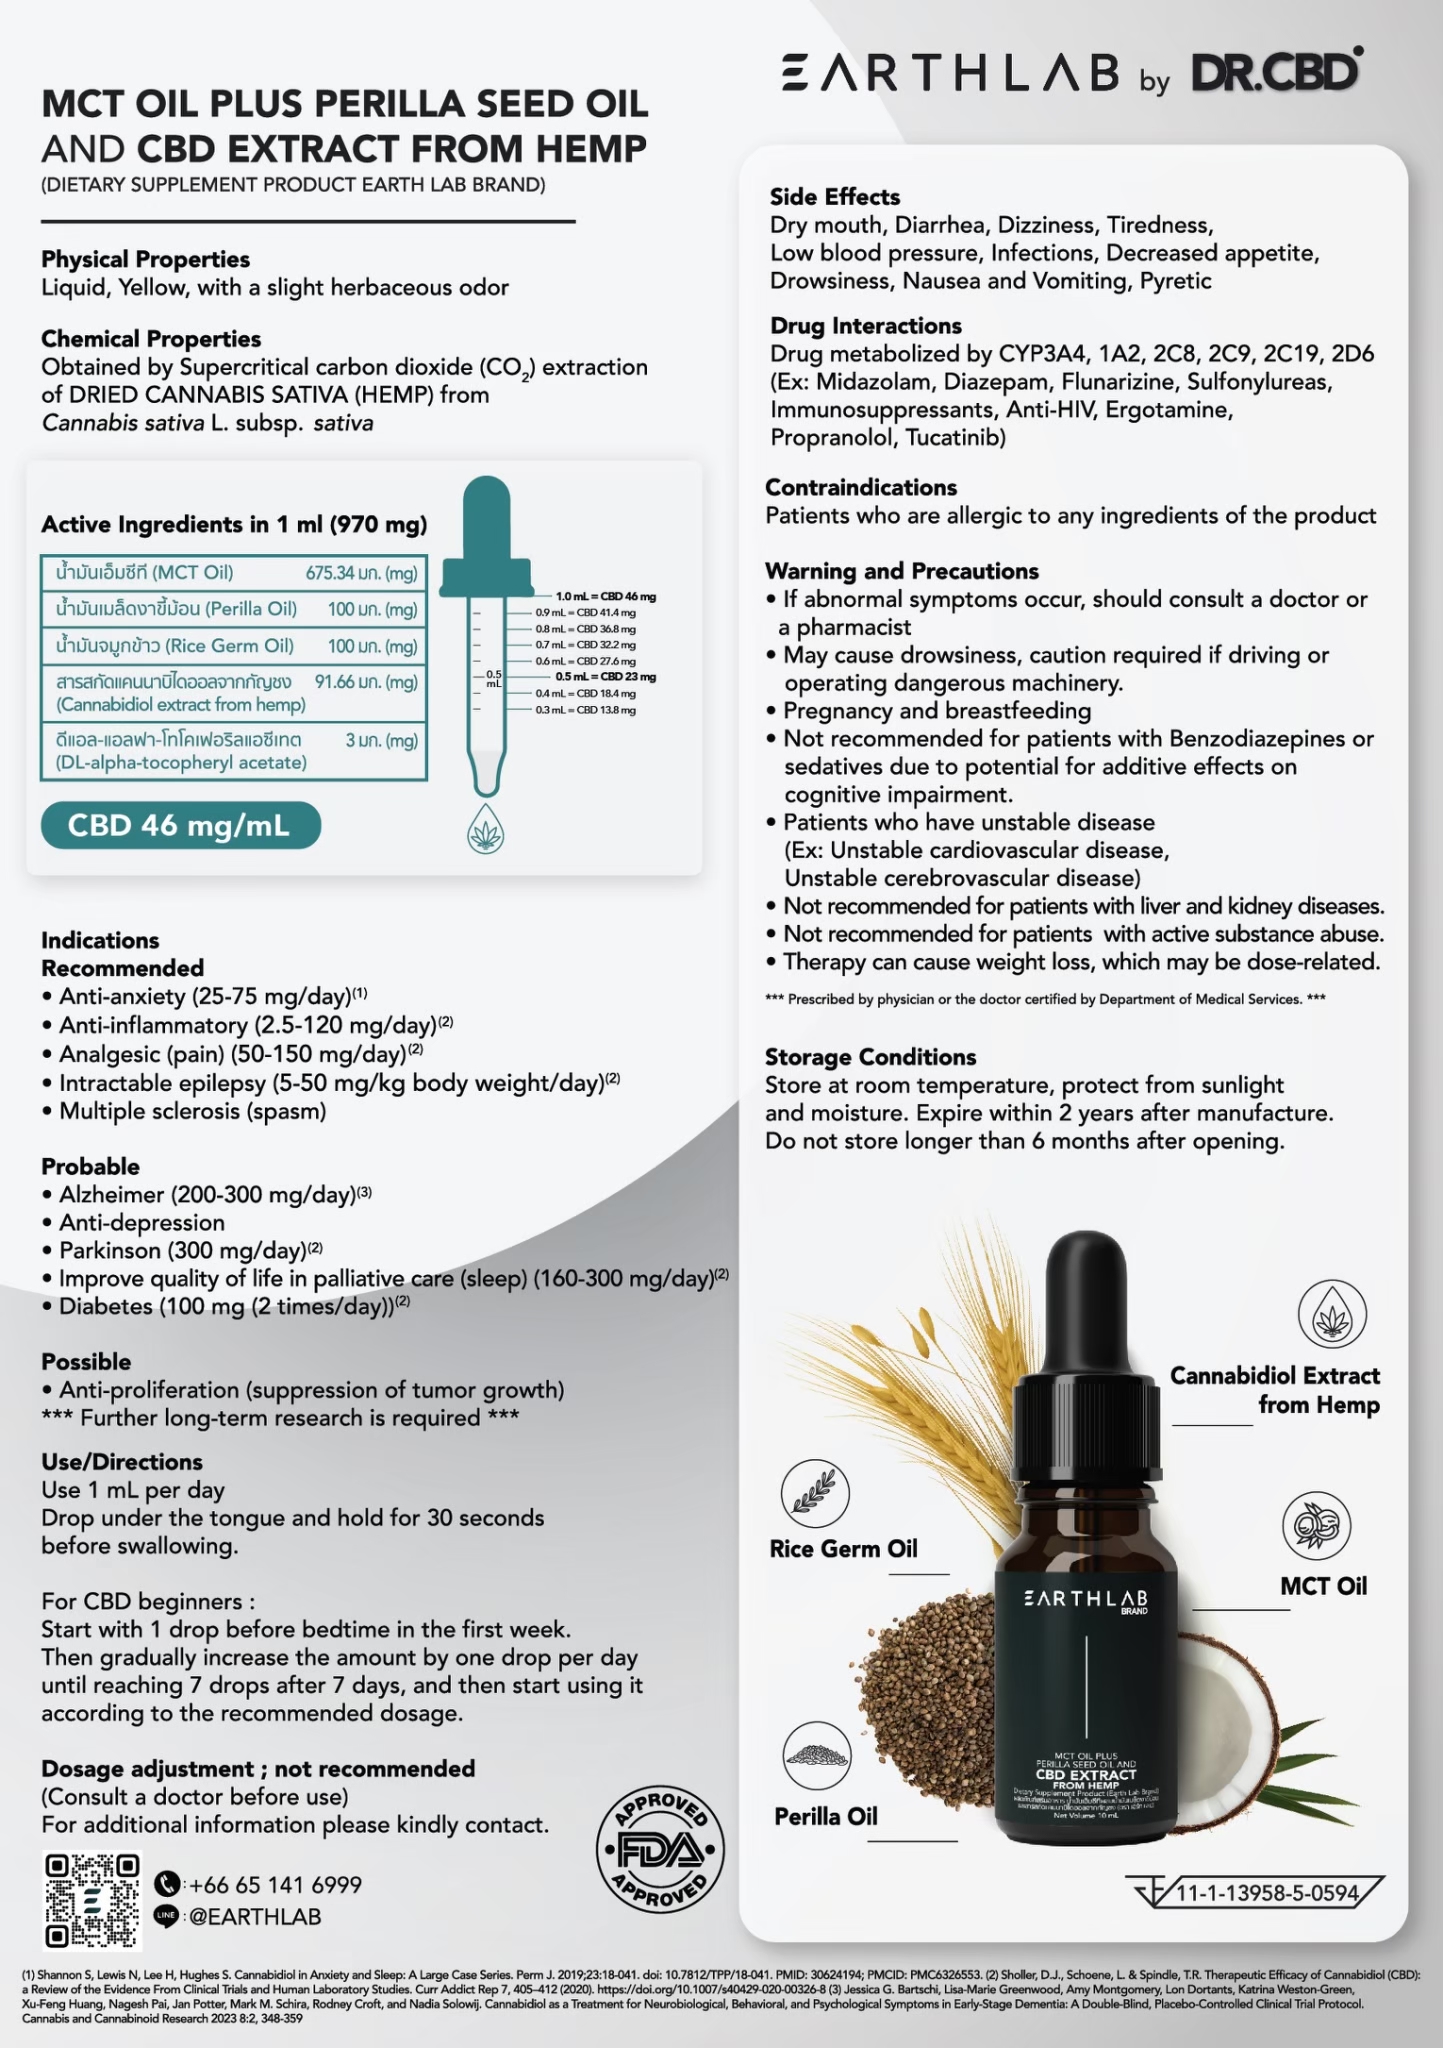 EARTHLAB by DR.CBD
MCT OIL PLUS PERILLA SEED OIL
AND CBD EXTRACT FROM HEMP
(DIETARY SUPPLEMENT PRODUCT EARTH LAB BRAND)
Physical Properties
Liquid, Yellow, with a slight herbaceous odor
Chemical Properties
Obtained by Supercritical carbon dioxide (CO₂) extraction
of DRIED CANNABIS SATIVA (HEMP) from
Cannabis sativa L. subsp. sativa
Active Ingredients in 1 ml (970 mg)
น้ำมันเอ็มซีที (MCT Oil) 675.34 มก. (mg)
น้ำมันเมล็ดงาขี้ม้อน (Perilla Oil) 100 มก. (mg)
น้ำมันจมูกข้าว (Rice Germ Oil) 100 มก. (mg)
สารสกัดแคนนาบิไดออลจากกัญชง 91.66 มก. (mg)
(Cannabidiol extract from hemp)
ดีแอล-แอลฟา-โทโคเฟอริลแอซีเทต 3 มก. (mg)
(DL-alpha-tocopheryl acetate)
CBD 46 mg/mL
1.0 mL = CBD 46 mg
0.9 mL = CBD 41.4 mg
0.8 mL = CBD 36.8 mg
0.7 mL = CBD 32.2 mg
0.6 mL = CBD 27.6 mg
0.5 mL = CBD 23 mg
0.4 mL = CBD 18.4 mg
0.3 mL = CBD 13.8 mg
0.5
mL
Indications
Recommended
• Anti-anxiety (25-75 mg/day)(1)
• Anti-inflammatory (2.5-120 mg/day)(2)
• Analgesic (pain) (50-150 mg/day)(2)
• Intractable epilepsy (5-50 mg/kg body weight/day)(2)
• Multiple sclerosis (spasm)
Probable
• Alzheimer (200-300 mg/day)(3)
• Anti-depression
• Parkinson (300 mg/day)(2)
• Improve quality of life in palliative care (sleep) (160-300 mg/day)(2)
• Diabetes (100 mg (2 times/day))(2)
Possible
• Anti-proliferation (suppression of tumor growth)
*** Further long-term research is required ***
Use/Directions
Use 1 mL per day
Drop under the tongue and hold for 30 seconds
before swallowing.
For CBD beginners :
Start with 1 drop before bedtime in the first week.
Then gradually increase the amount by one drop per day
until reaching 7 drops after 7 days, and then start using it
according to the recommended dosage.
Dosage adjustment ; not recommended
(Consult a doctor before use)
For additional information please kindly contact.
: +66 65 141 6999
LINE : @EARTHLAB
APPROVED
FDA
APPROVED
Side Effects
Dry mouth, Diarrhea, Dizziness, Tiredness,
Low blood pressure, Infections, Decreased appetite,
Drowsiness, Nausea and Vomiting, Pyretic
Drug Interactions
Drug metabolized by CYP3A4, 1A2, 2C8, 2C9, 2C19, 2D6
(Ex: Midazolam, Diazepam, Flunarizine, Sulfonylureas,
Immunosuppressants, Anti-HIV, Ergotamine,
Propranolol, Tucatinib)
Contraindications
Patients who are allergic to any ingredients of the product
Warning and Precautions
• If abnormal symptoms occur, should consult a doctor or
a pharmacist
• May cause drowsiness, caution required if driving or
operating dangerous machinery.
• Pregnancy and breastfeeding
• Not recommended for patients with Benzodiazepines or
sedatives due to potential for additive effects on
cognitive impairment.
• Patients who have unstable disease
(Ex: Unstable cardiovascular disease,
Unstable cerebrovascular disease)
• Not recommended for patients with liver and kidney diseases.
• Not recommended for patients with active substance abuse.
• Therapy can cause weight loss, which may be dose-related.
*** Prescribed by physician or the doctor certified by Department of Medical Services. ***
Storage Conditions
Store at room temperature, protect from sunlight
and moisture. Expire within 2 years after manufacture.
Do not store longer than 6 months after opening.
Cannabidiol Extract
from Hemp
Rice Germ Oil
MCT Oil
Perilla Oil
EARTHLAB
BRAND
MCT OIL PLUS
PERILLA SEED OIL AND
CBD EXTRACT
FROM HEMP
Dietary Supplement Product (Earth Lab Brand)
Net Volume 10 mL
11-1-13958-5-0594
(1) Shannon S, Lewis N, Lee H, Hughes S. Cannabidiol in Anxiety and Sleep: A Large Case Series. Perm J. 2019;23:18-041. doi: 10.7812/TPP/18-041. PMID: 30624194; PMCID: PMC6326553. (2) Sholler, D.J., Schoene, L. & Spindle, T.R. Therapeutic Efficacy of Cannabidiol (CBD):
a Review of the Evidence From Clinical Trials and Human Laboratory Studies. Curr Addict Rep 7, 405–412 (2020). https://doi.org/10.1007/s40429-020-00326-8 (3) Jessica G. Bartschi, Lisa-Marie Greenwood, Amy Montgomery, Lon Dortants, Katrina Weston-Green,
Xu-Feng Huang, Nagesh Pai, Jan Potter, Mark M. Schira, Rodney Croft, and Nadia Solowij. Cannabidiol as a Treatment for Neurobiological, Behavioral, and Psychological Symptoms in Early-Stage Dementia: A Double-Blind, Placebo-Controlled Clinical Trial Protocol.
Cannabis and Cannabinoid Research 2023 8:2, 348-359